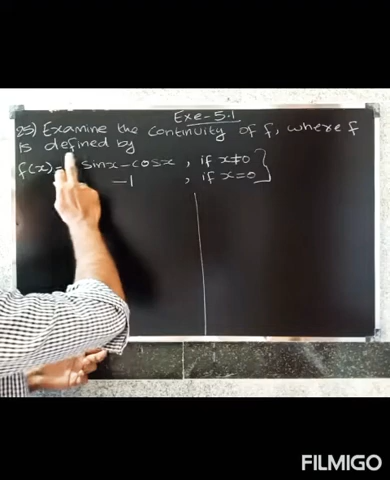 Exe-5.1
25) Examine the continuity of f, where f
is defined by
f(x)= sinx-cosx , if x≠0
-1 , if x=0
FILMIGO